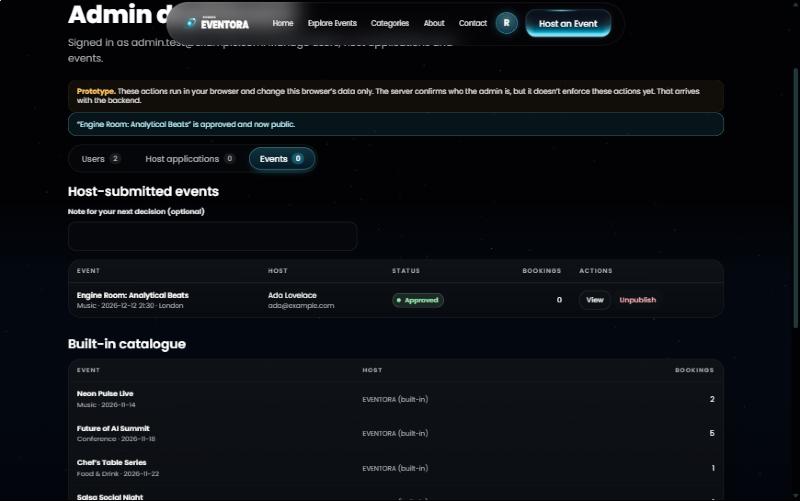 EVENTORA
Home
Explore Events
Categories
About
Contact
R
Host an Event
Admin d
Signed in as admin.test@example.com. Manage users, host applications and
events.
Prototype. These actions run in your browser and change this browser's data only. The server confirms who the admin is, but it doesn't enforce these actions yet. That arrives
with the backend.
“Engine Room: Analytical Beats” is approved and now public.
Users 2
Host applications 0
Events 0
Host-submitted events
Note for your next decision (optional)
EVENT HOST STATUS BOOKINGS ACTIONS
Engine Room: Analytical Beats Ada Lovelace Approved 0 View Unpublish
Music · 2026-12-12 21:30 · London ada@example.com
Built-in catalogue
EVENT HOST BOOKINGS
Neon Pulse Live EVENTORA (built-in) 2
Music · 2026-11-14
Future of AI Summit EVENTORA (built-in) 5
Conference · 2026-11-18
Chef's Table Series EVENTORA (built-in) 1
Food & Drink · 2026-11-22
Salsa Social Night